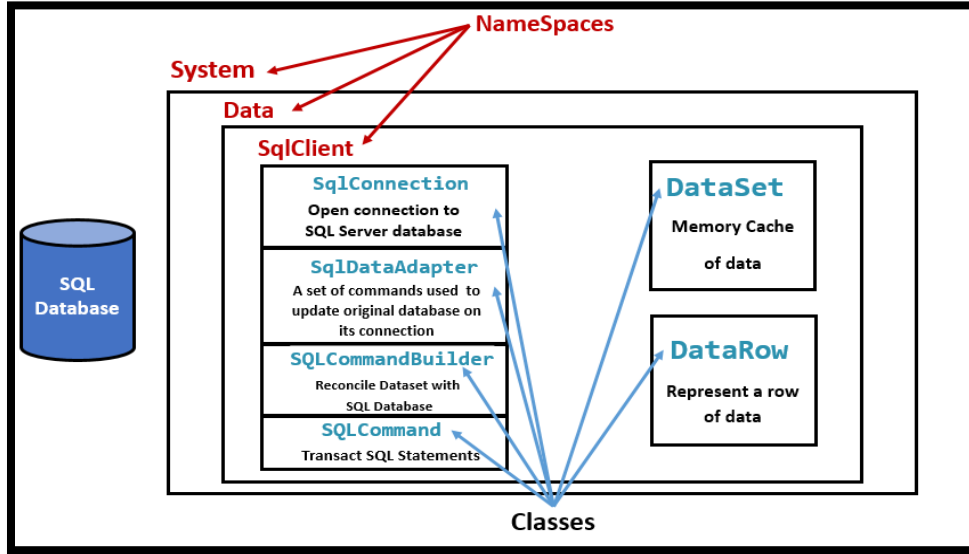 NameSpaces
System
Data
SqlClient
SqlConnection
Open connection to
SQL Server database
SqlDataAdapter
A set of commands used to
update original database on
its connection
SQLCommandBuilder
Reconcile Dataset with
SQL Database
SQLCommand
Transact SQL Statements
DataSet
Memory Cache
of data
DataRow
Represent a row
of data
SQL
Database
Classes